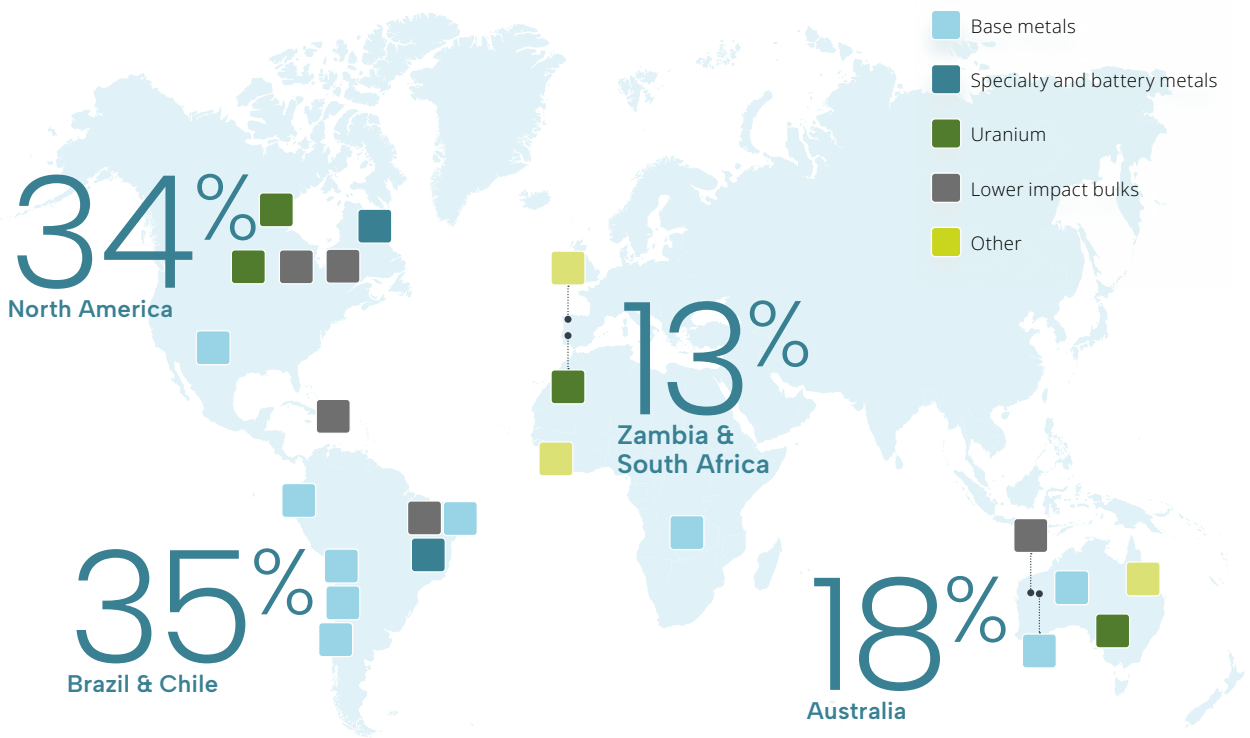 Base metals
Specialty and battery metals
Uranium
Lower impact bulks
Other
34%
North America
13%
Zambia &
South Africa
35%
Brazil & Chile
18%
Australia